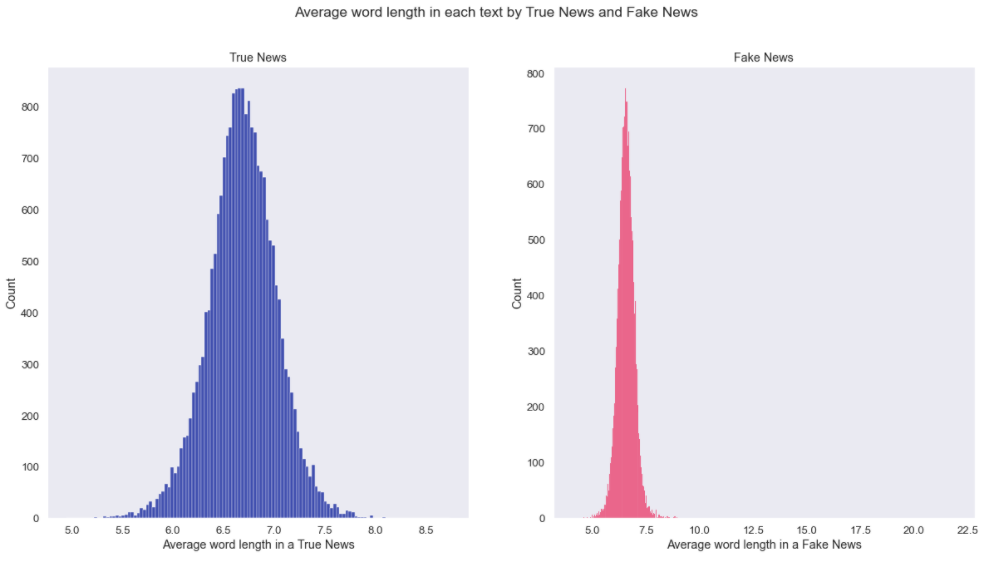 Average word length in each text by True News and Fake News
True News
800
700
600
500
400
300
200
100
0
Count
5.0 5.5 6.0 6.5 7.0 7.5 8.0 8.5
Average word length in a True News
Fake News
800
700
600
500
400
300
200
100
0
Count
5.0 7.5 10.0 12.5 15.0 17.5 20.0 22.5
Average word length in a Fake News